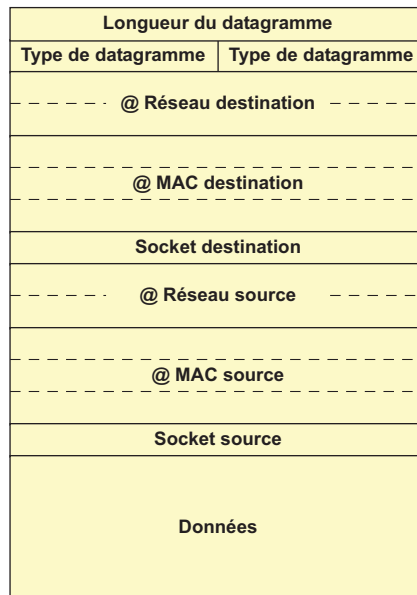 Longueur du datagramme
Type de datagramme Type de datagramme
@ Réseau destination
@ MAC destination
Socket destination
@ Réseau source
@ MAC source
Socket source
Données